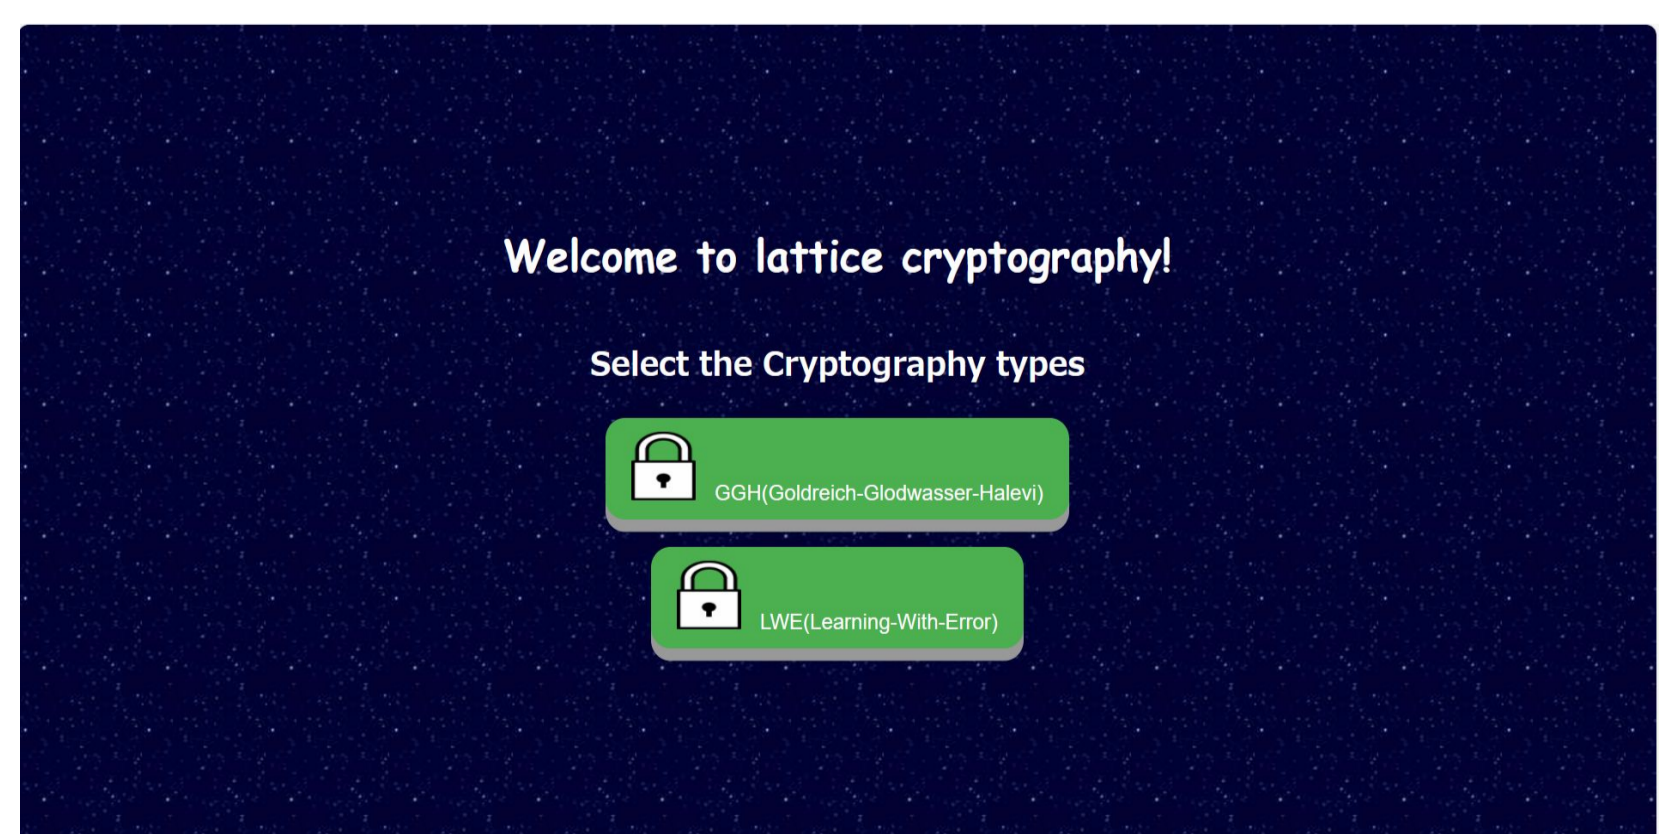 Welcome to lattice cryptography!
Select the Cryptography types
GGH(Goldreich-Glodwasser-Halevi)
LWE(Learning-With-Error)